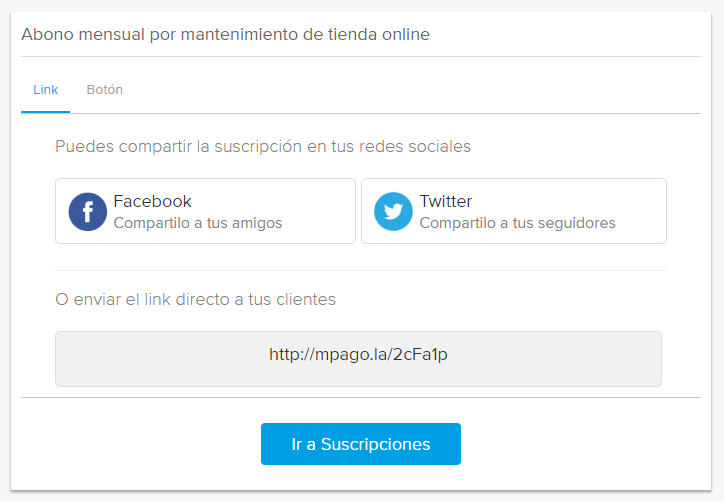 Abono mensual por mantenimiento de tienda online
Link
Botón
Puedes compartir la suscripción en tus redes sociales
Facebook
Compartilo a tus amigos
Twitter
Compartilo a tus seguidores
O enviar el link directo a tus clientes
http://mpago.la/2cFa1p
Ir a Suscripciones